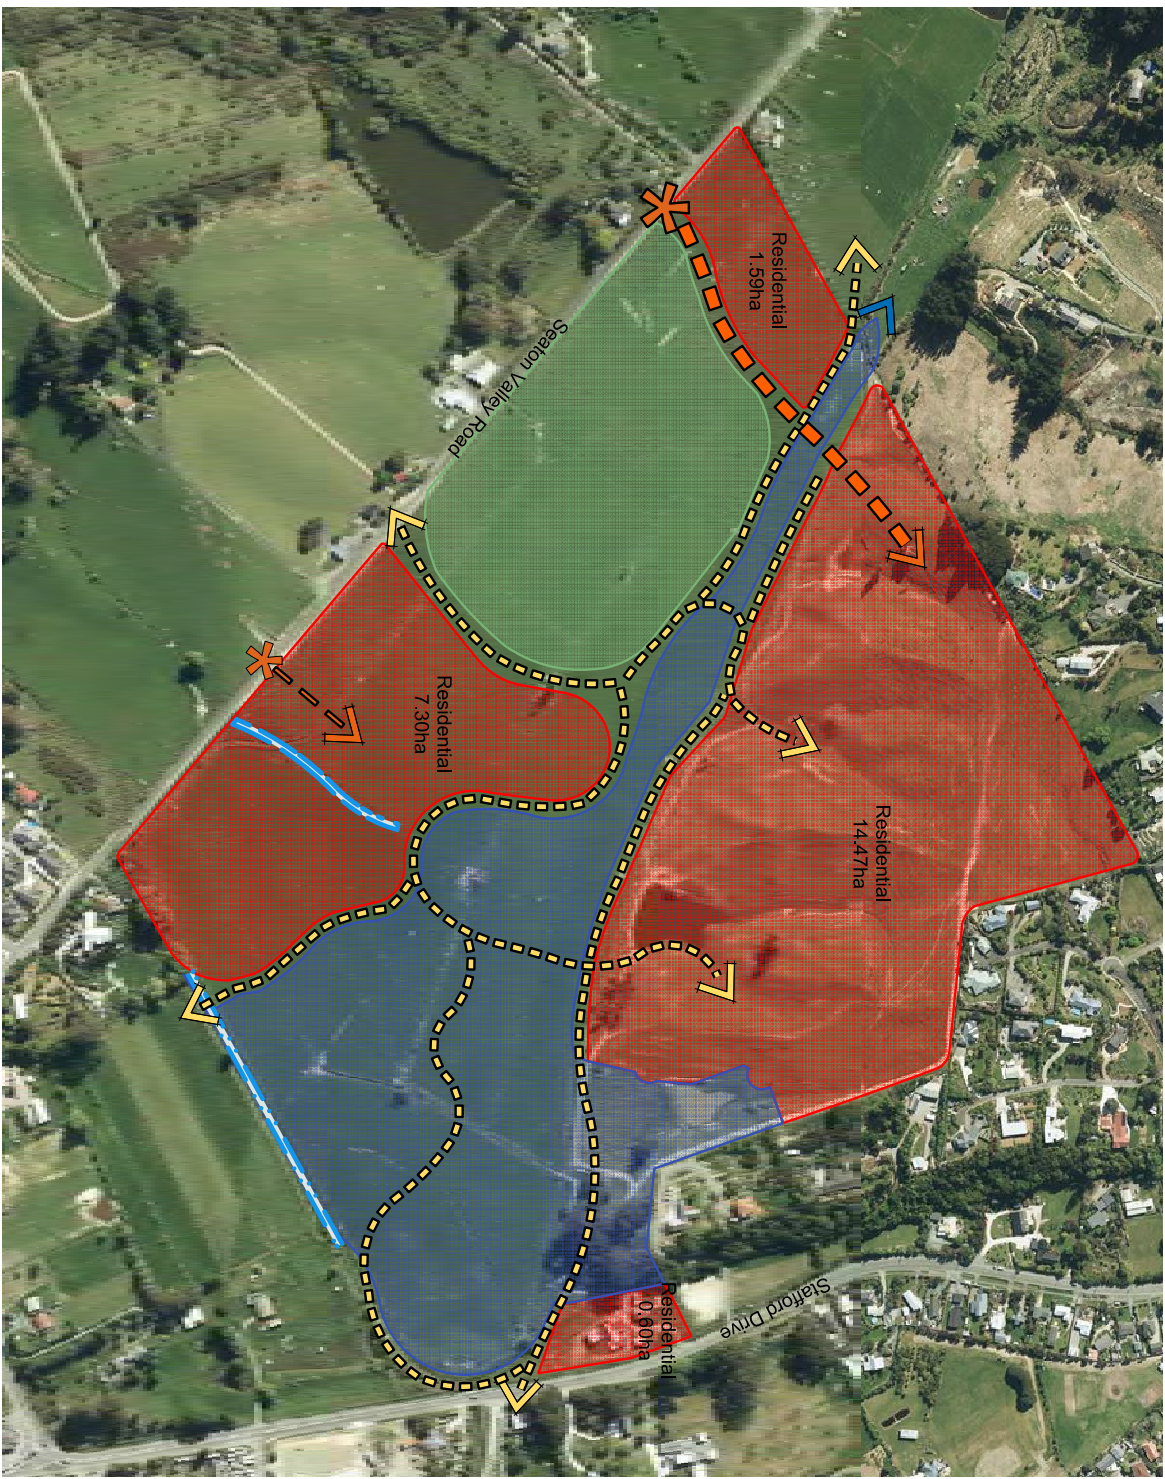 Residential
1.59ha
Seaton Valley Road
Residential
7.30ha
Residential
14.47ha
Stafford Drive
Residential
0.60ha